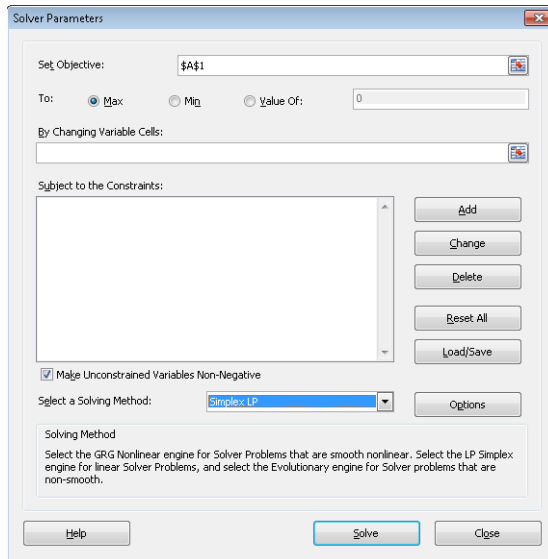 Solver Parameters
Set Objective: $A$1
To: Max Min Value Of: 0
By Changing Variable Cells:
Subject to the Constraints:
Add
Change
Delete
Reset All
Load/Save
Make Unconstrained Variables Non-Negative
Select a Solving Method: Simplex LP Options
Solving Method
Select the GRG Nonlinear engine for Solver Problems that are smooth nonlinear. Select the LP Simplex
engine for linear Solver Problems, and select the Evolutionary engine for Solver problems that are
non-smooth.
Help Solve Close